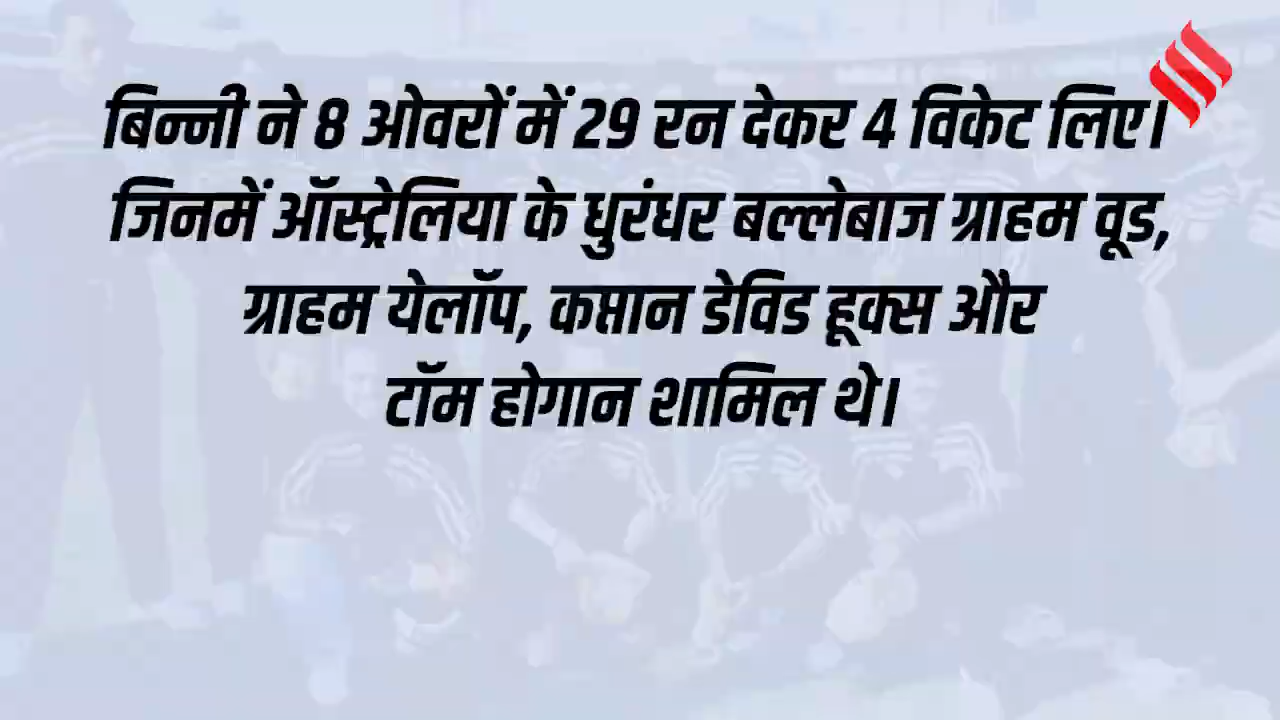 बिन्नी ने 8 ओवरों में 29 रन देकर 4 विकेट लिए।
जिनमें ऑस्ट्रेलिया के धुरंधर बल्लेबाज ग्राहम वूड,
ग्राहम येलॉप, कप्तान डेविड हूक्स और
टॉम होगान शामिल थे।